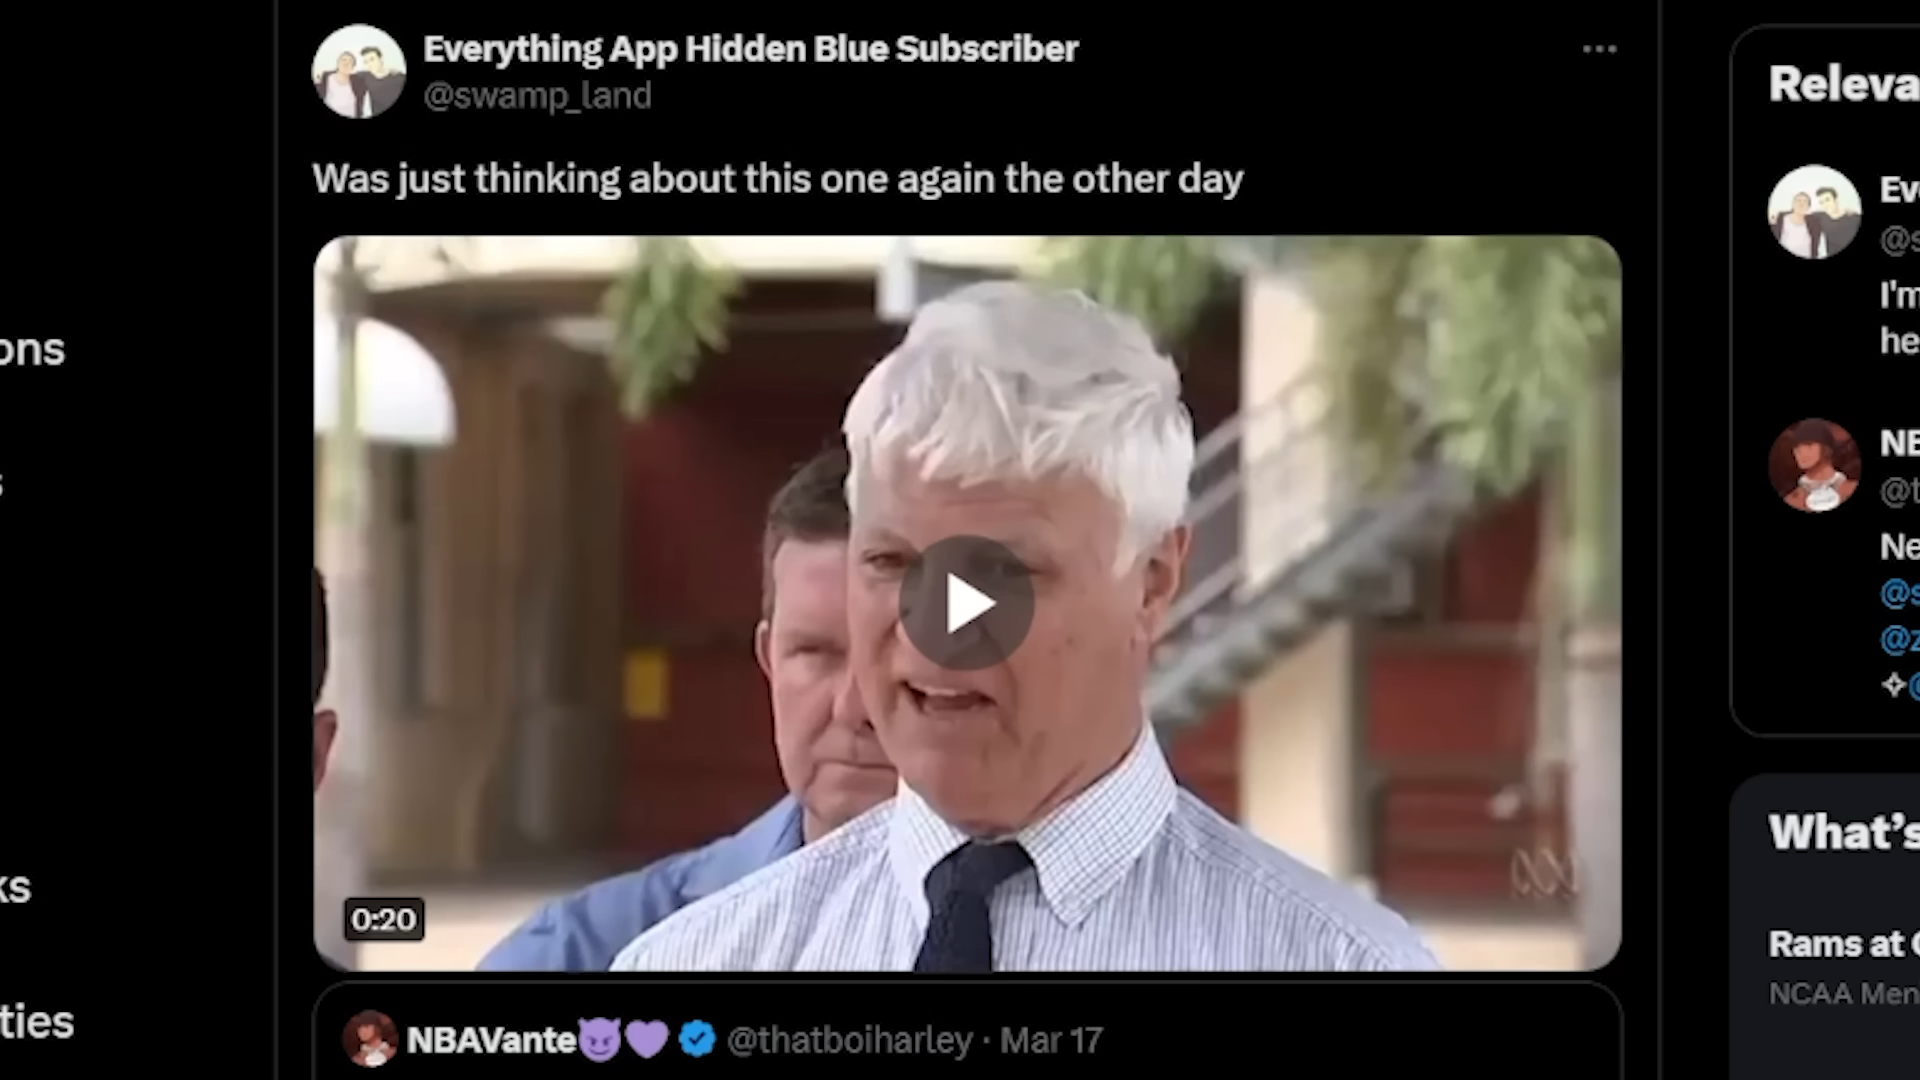 Everything App Hidden Blue Subscriber
@swamp_land
Was just thinking about this one again the other day
0:20
NBAVante😈💜 @thatboiharley · Mar 17
ons
s
ks
ties
Releva
Eve
@s
I'm
he
NB
@t
Ne
@s
@z
What's
Rams at
NCAA Men